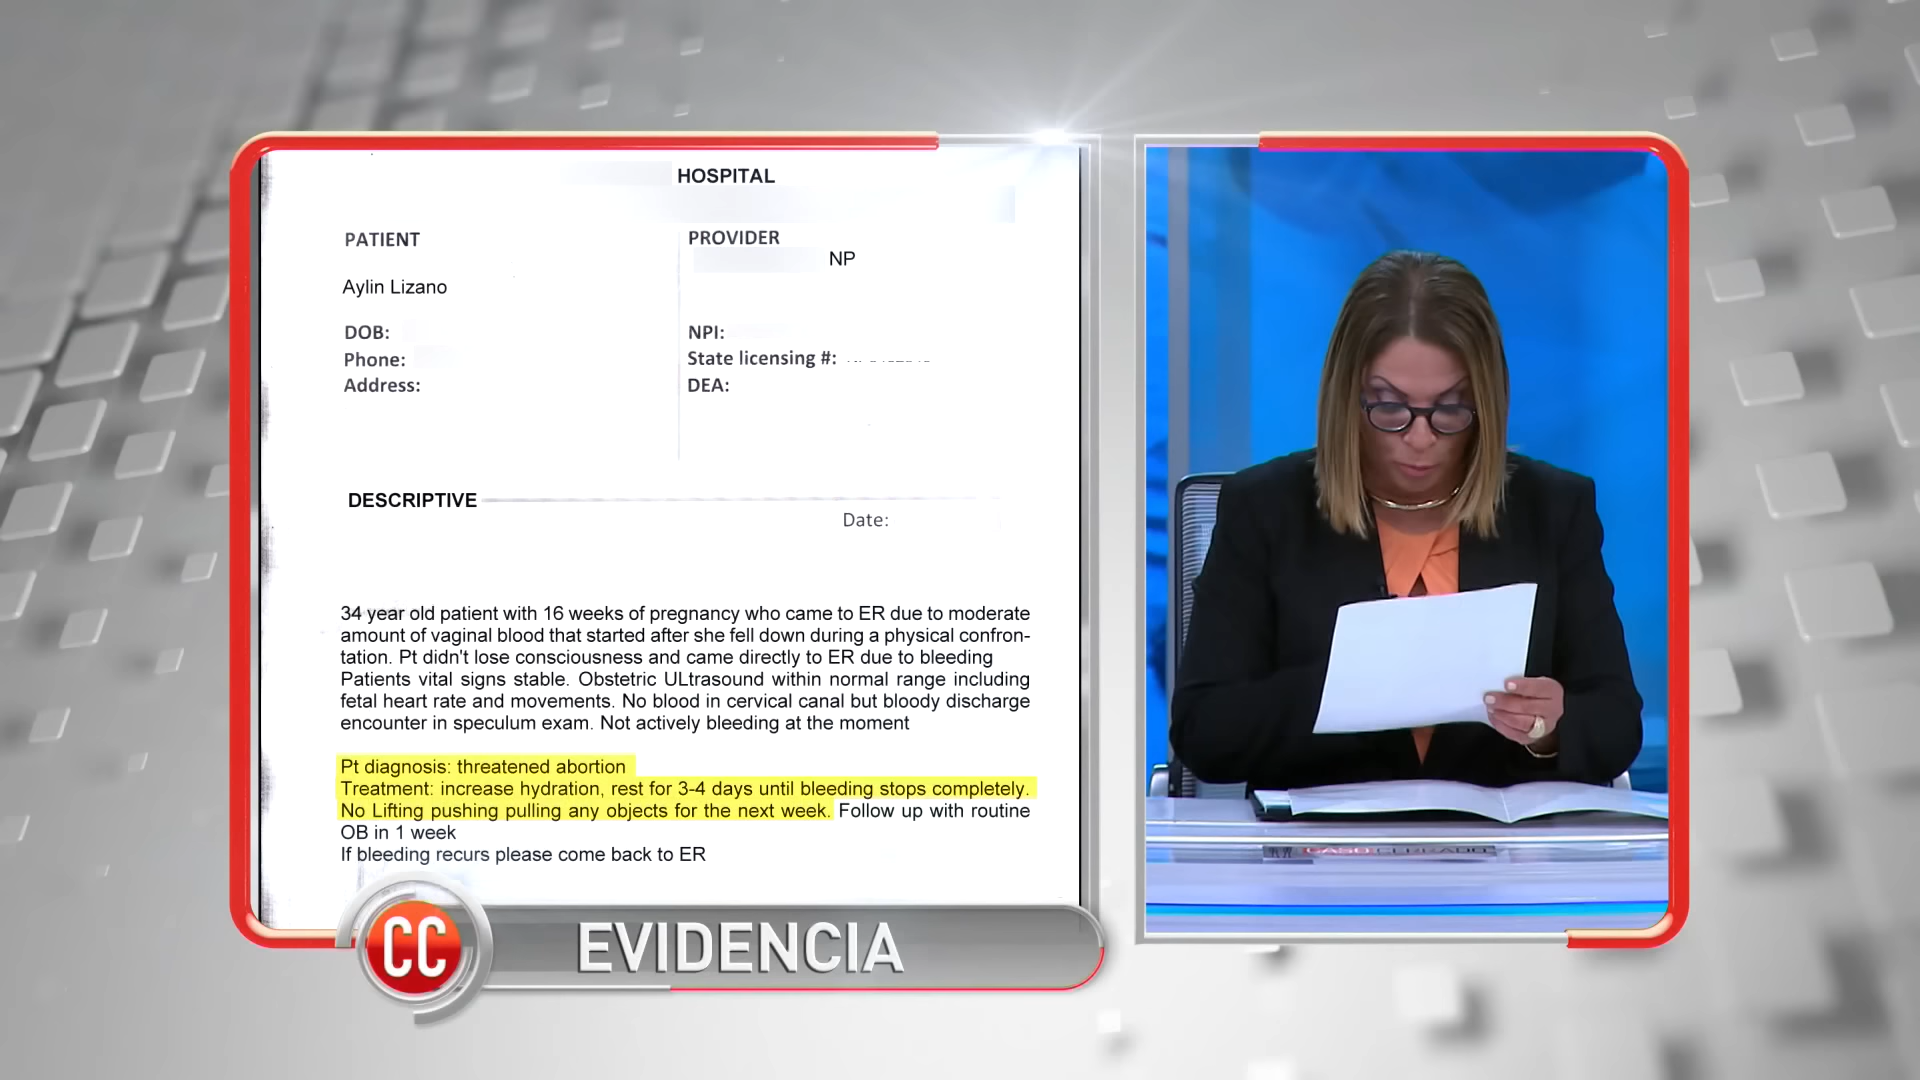 HOSPITAL
PATIENT
PROVIDER
NP
Aylin Lizano
DOB:
NPI:
Phone:
State licensing #:
Address:
DEA:
DESCRIPTIVE
Date:
34 year old patient with 16 weeks of pregnancy who came to ER due to moderate
amount of vaginal blood that started after she fell down during a physical confron-
tation. Pt didn't lose consciousness and came directly to ER due to bleeding
Patients vital signs stable. Obstetric ULtrasound within normal range including
fetal heart rate and movements. No blood in cervical canal but bloody discharge
encounter in speculum exam. Not actively bleeding at the moment
Pt diagnosis: threatened abortion
Treatment: increase hydration, rest for 3-4 days until bleeding stops completely.
No Lifting pushing pulling any objects for the next week. Follow up with routine
OB in 1 week
If bleeding recurs please come back to ER
CC EVIDENCIA
CASO CERRADO